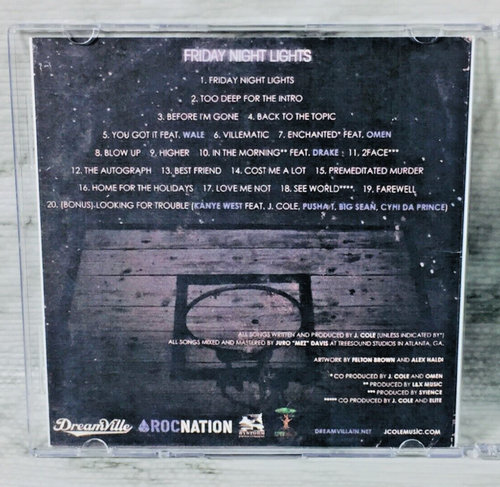 FRIDAY NIGHT LIGHTS
1. FRIDAY NIGHT LIGHTS
2. TOO DEEP FOR THE INTRO
3. BEFORE I'M GONE 4. BACK TO THE TOPIC
5. YOU GOT IT FEAT. WALE 6. VILLEMATIC 7. ENCHANTED* FEAT. OMEN
8. BLOW UP 9. HIGHER 10. IN THE MORNING** FEAT. DRAKE 11. 2FACE***
12. THE AUTOGRAPH 13. BEST FRIEND 14. COST ME A LOT 15. PREMEDITATED MURDER
16. HOME FOR THE HOLIDAYS 17. LOVE ME NOT 18. SEE WORLD**** 19. FAREWELL
20. (BONUS) LOOKING FOR TROUBLE (KANYE WEST FEAT. J. COLE, PUSHA T, BIG SEAN, CYHI DA PRINCE)
ALL SONGS WRITTEN AND PRODUCED BY J. COLE (UNLESS INDICATED BY*)
ALL SONGS MIXED AND MASTERED BY JURO "MEZ" DAVIS AT TREESOUND STUDIOS IN ATLANTA, GA.
ARTWORK BY FELTON BROWN AND ALEX HALDI
* CO PRODUCED BY J. COLE AND OMEN
** PRODUCED BY L&X MUSIC
*** PRODUCED BY SYIENCE
**** CO PRODUCED BY J. COLE AND ELITE
DreamVille ROCNATION DREAMVILLAIN.NET JCOLEMUSIC.COM